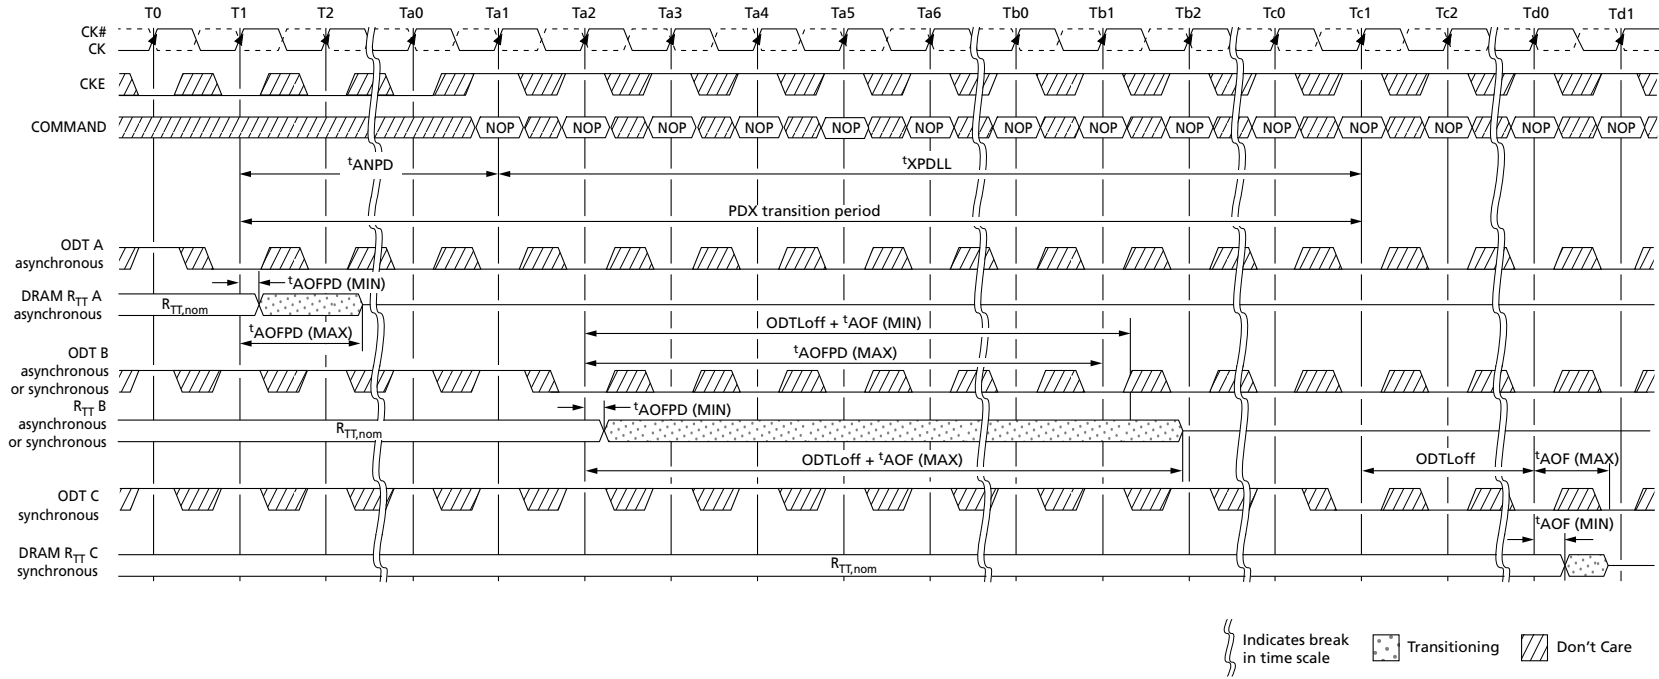 T0 T1 T2 Ta0 Ta1 Ta2 Ta3 Ta4 Ta5 Ta6 Tb0 Tb1 Tb2 Tc0 Tc1 Tc2 Td0 Td1
CK#
CK
CKE
COMMAND NOP NOP NOP NOP NOP NOP NOP NOP NOP NOP NOP NOP NOP NOP
tANPD tXPDLL
PDX transition period
ODT A
asynchronous
tAOFPD (MIN)
DRAM RTT A
asynchronous
RTT,nom
tAOFPD (MAX)
ODTLoff + tAOF (MIN)
tAOFPD (MAX)
ODT B
asynchronous
or synchronous
tAOFPD (MIN)
RTT B
asynchronous
or synchronous
RTT,nom
ODTLoff + tAOF (MAX) ODTLoff tAOF (MAX)
ODT C
synchronous
tAOF (MIN)
DRAM RTT C
synchronous
RTT,nom
Indicates break
in time scale
Transitioning
Don't Care